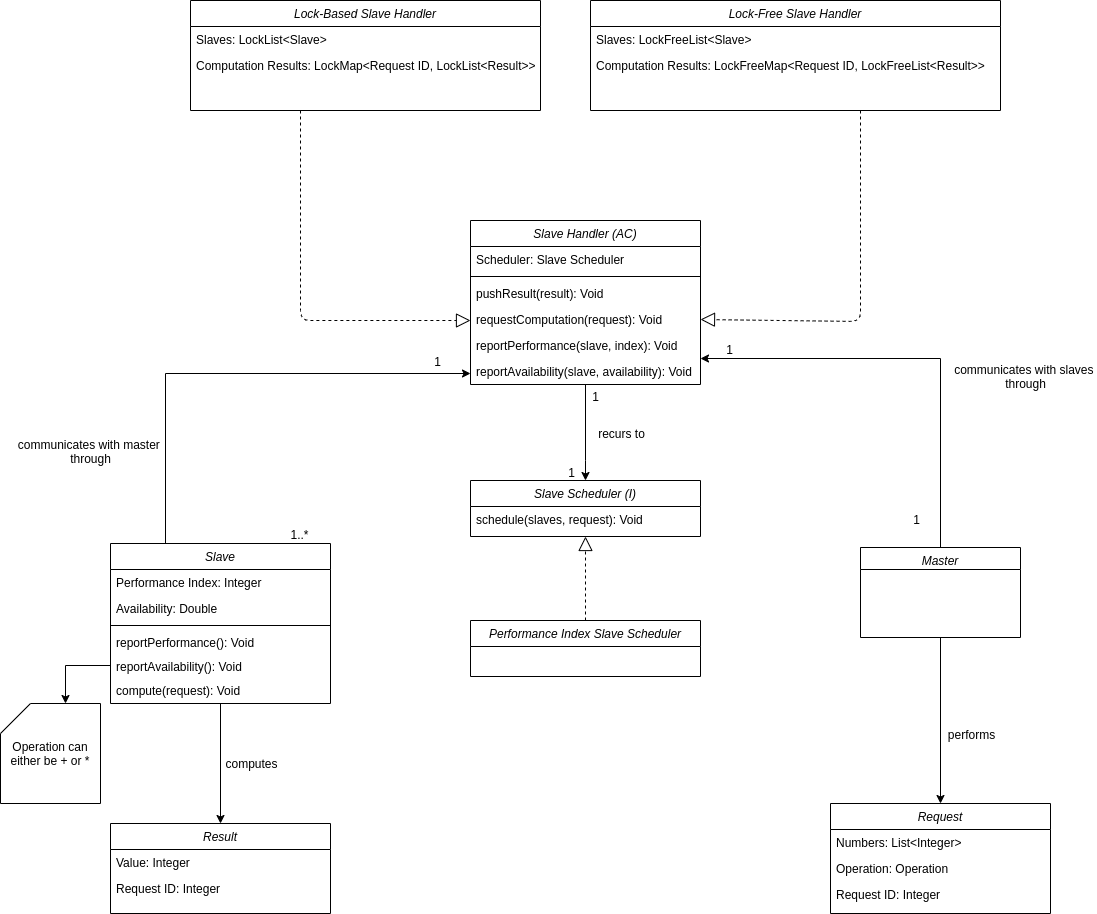 Lock-Based Slave Handler
Slaves: LockList<Slave>
Computation Results: LockMap<Request ID, LockList<Result>>
Lock-Free Slave Handler
Slaves: LockFreeList<Slave>
Computation Results: LockFreeMap<Request ID, LockFreeList<Result>>
Slave Handler (AC)
Scheduler: Slave Scheduler
pushResult(result): Void
requestComputation(request): Void
reportPerformance(slave, index): Void
reportAvailability(slave, availability): Void
1
1
communicates with slaves
through
1
recurs to
1
communicates with master
through
Slave Scheduler (I)
schedule(slaves, request): Void
1..*
1
Slave
Performance Index: Integer
Availability: Double
reportPerformance(): Void
reportAvailability(): Void
compute(request): Void
Performance Index Slave Scheduler
Master
Operation can
either be + or *
computes
performs
Result
Value: Integer
Request ID: Integer
Request
Numbers: List<Integer>
Operation: Operation
Request ID: Integer